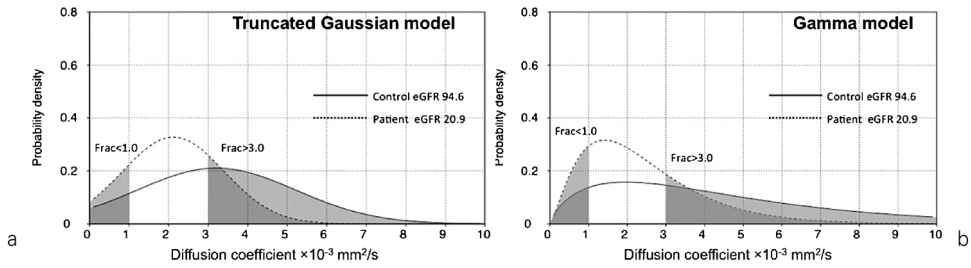 Truncated Gaussian model
Probability density
0.8
0.6
0.4
0.2
0
Control eGFR 94.6
Patient eGFR 20.9
Frac<1.0
Frac>3.0
0 1 2 3 4 5 6 7 8 9 10
Diffusion coefficient ×10-3 mm2/s
a
Gamma model
Probability density
0.8
0.6
0.4
0.2
0
Control eGFR 94.6
Patient eGFR 20.9
Frac<1.0
Frac>3.0
0 1 2 3 4 5 6 7 8 9 10
Diffusion coefficient ×10-3 mm2/s
b